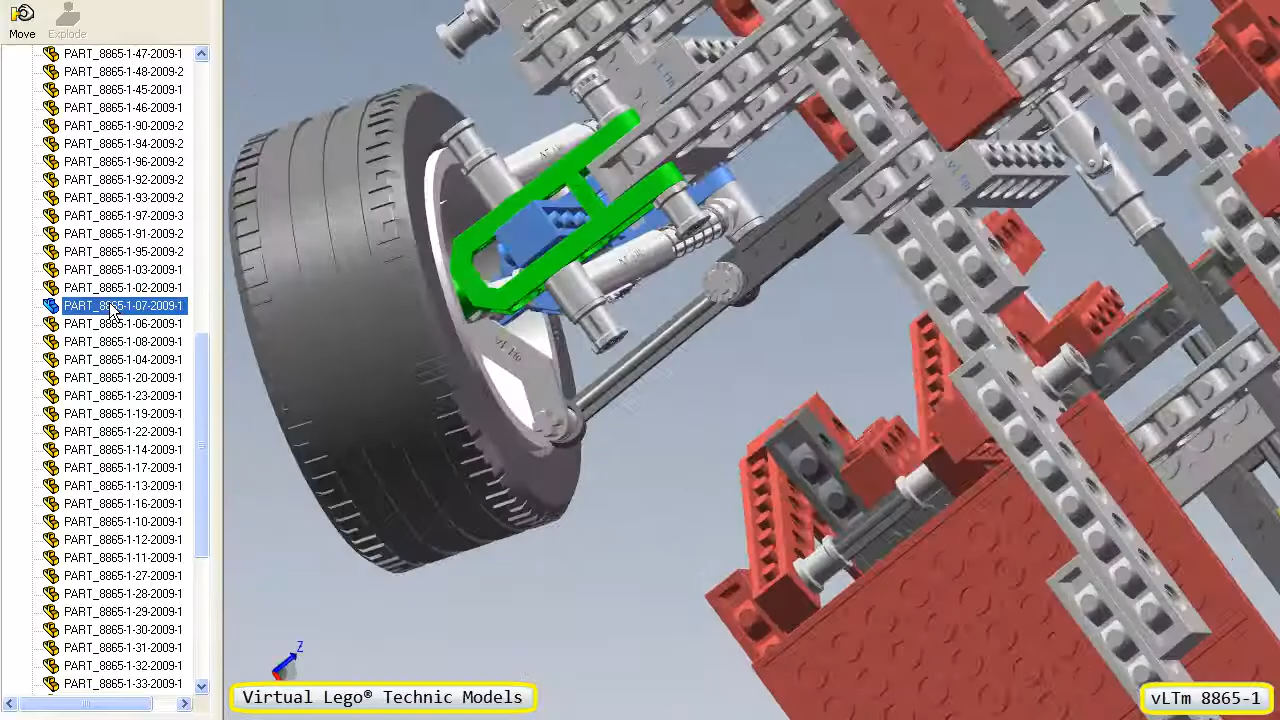 Move
Explode
PART_8865-1-47-2009-1
PART_8865-1-48-2009-2
PART_8865-1-45-2009-1
PART_8865-1-46-2009-1
PART_8865-1-90-2009-2
PART_8865-1-94-2009-2
PART_8865-1-96-2009-2
PART_8865-1-92-2009-2
PART_8865-1-93-2009-2
PART_8865-1-97-2009-3
PART_8865-1-91-2009-2
PART_8865-1-95-2009-2
PART_8865-1-03-2009-1
PART_8865-1-02-2009-1
PART_8865-1-07-2009-1
PART_8865-1-06-2009-1
PART_8865-1-08-2009-1
PART_8865-1-04-2009-1
PART_8865-1-20-2009-1
PART_8865-1-23-2009-1
PART_8865-1-19-2009-1
PART_8865-1-22-2009-1
PART_8865-1-14-2009-1
PART_8865-1-17-2009-1
PART_8865-1-13-2009-1
PART_8865-1-16-2009-1
PART_8865-1-10-2009-1
PART_8865-1-12-2009-1
PART_8865-1-11-2009-1
PART_8865-1-27-2009-1
PART_8865-1-28-2009-1
PART_8865-1-29-2009-1
PART_8865-1-30-2009-1
PART_8865-1-31-2009-1
PART_8865-1-32-2009-1
PART_8865-1-33-2009-1
Z
Virtual Lego® Technic Models
vLTm 8865-1